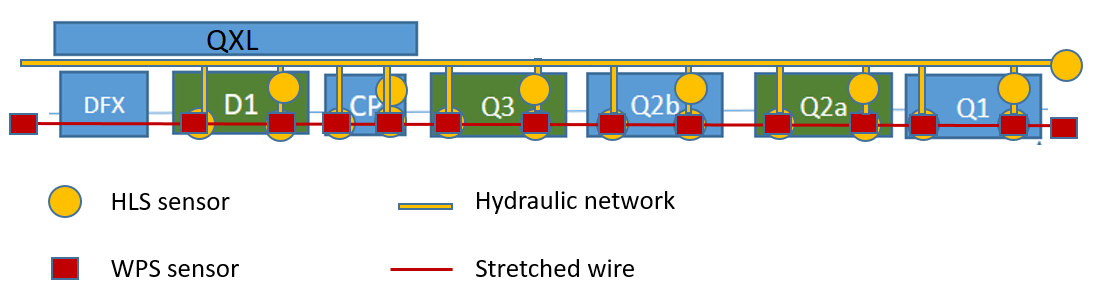 QXL
DFX
D1
CP
Q3
Q2b
Q2a
Q1
HLS sensor
Hydraulic network
WPS sensor
Stretched wire